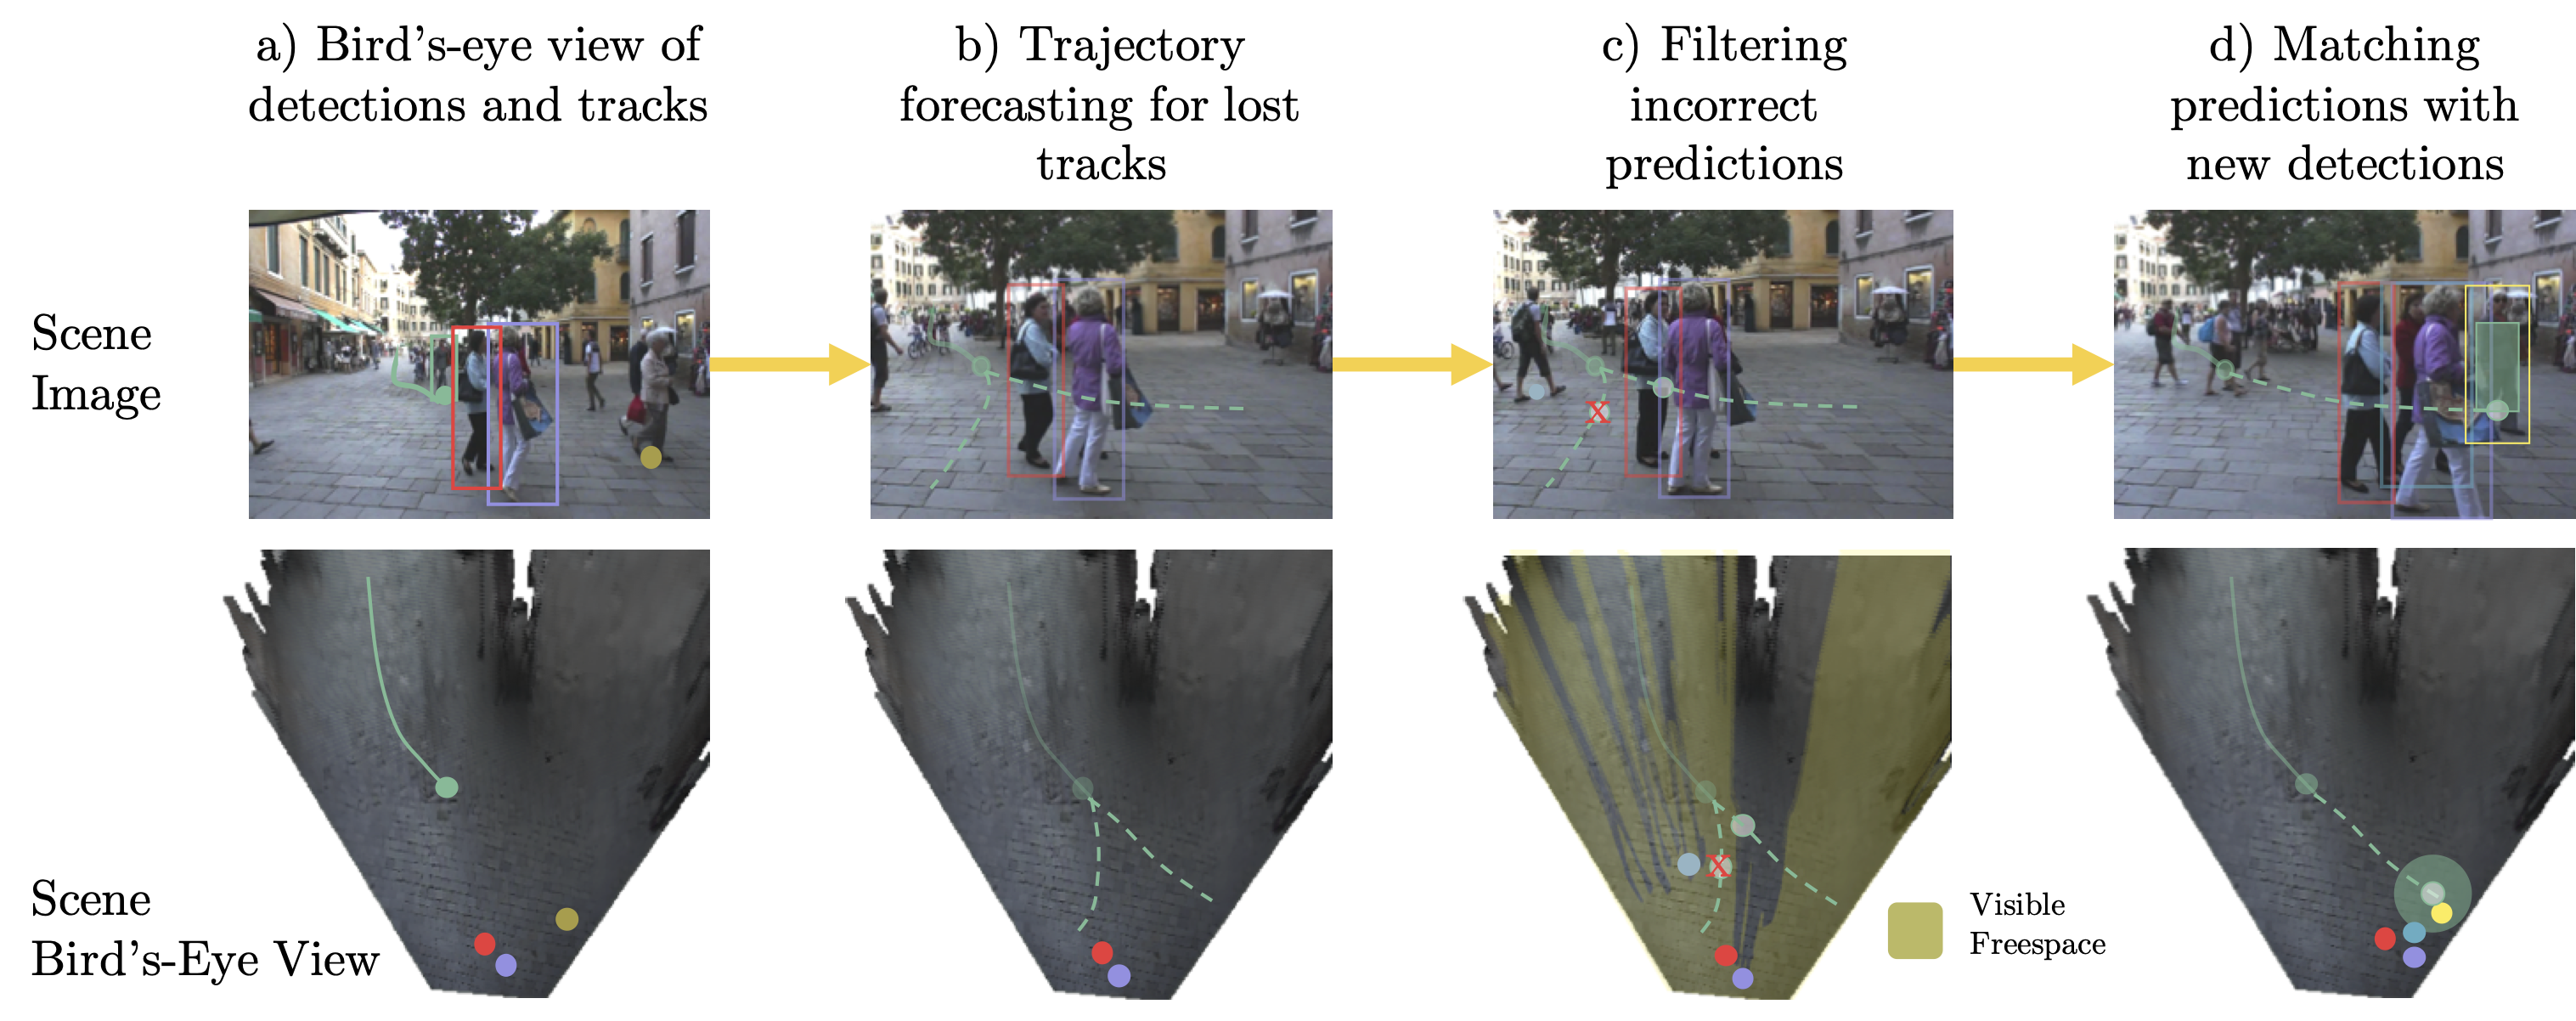 a) Bird's-eye view of
detections and tracks
b) Trajectory
forecasting for lost
tracks
c) Filtering
incorrect
predictions
d) Matching
predictions with
new detections
Scene
Image
X
Scene
Bird's-Eye View
X
Visible
Freespace